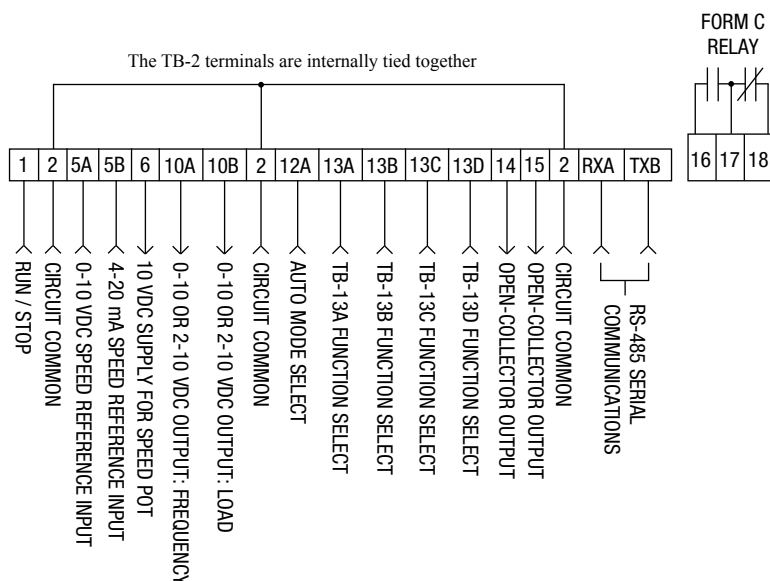 FORM C
RELAY
The TB-2 terminals are internally tied together
1 2 5A 5B 6 10A 10B 2 12A 13A 13B 13C 13D 14 15 2 RXA TXB
16 17 18
RUN / STOP
CIRCUIT COMMON
0-10 VDC SPEED REFERENCE INPUT
4-20 mA SPEED REFERENCE INPUT
10 VDC SUPPLY FOR SPEED POT
0-10 OR 2-10 VDC OUTPUT: FREQUENCY
0-10 OR 2-10 VDC OUTPUT: LOAD
CIRCUIT COMMON
AUTO MODE SELECT
TB-13A FUNCTION SELECT
TB-13B FUNCTION SELECT
TB-13C FUNCTION SELECT
TB-13D FUNCTION SELECT
OPEN-COLLECTOR OUTPUT
OPEN-COLLECTOR OUTPUT
CIRCUIT COMMON
RS-485 SERIAL
COMMUNICATIONS